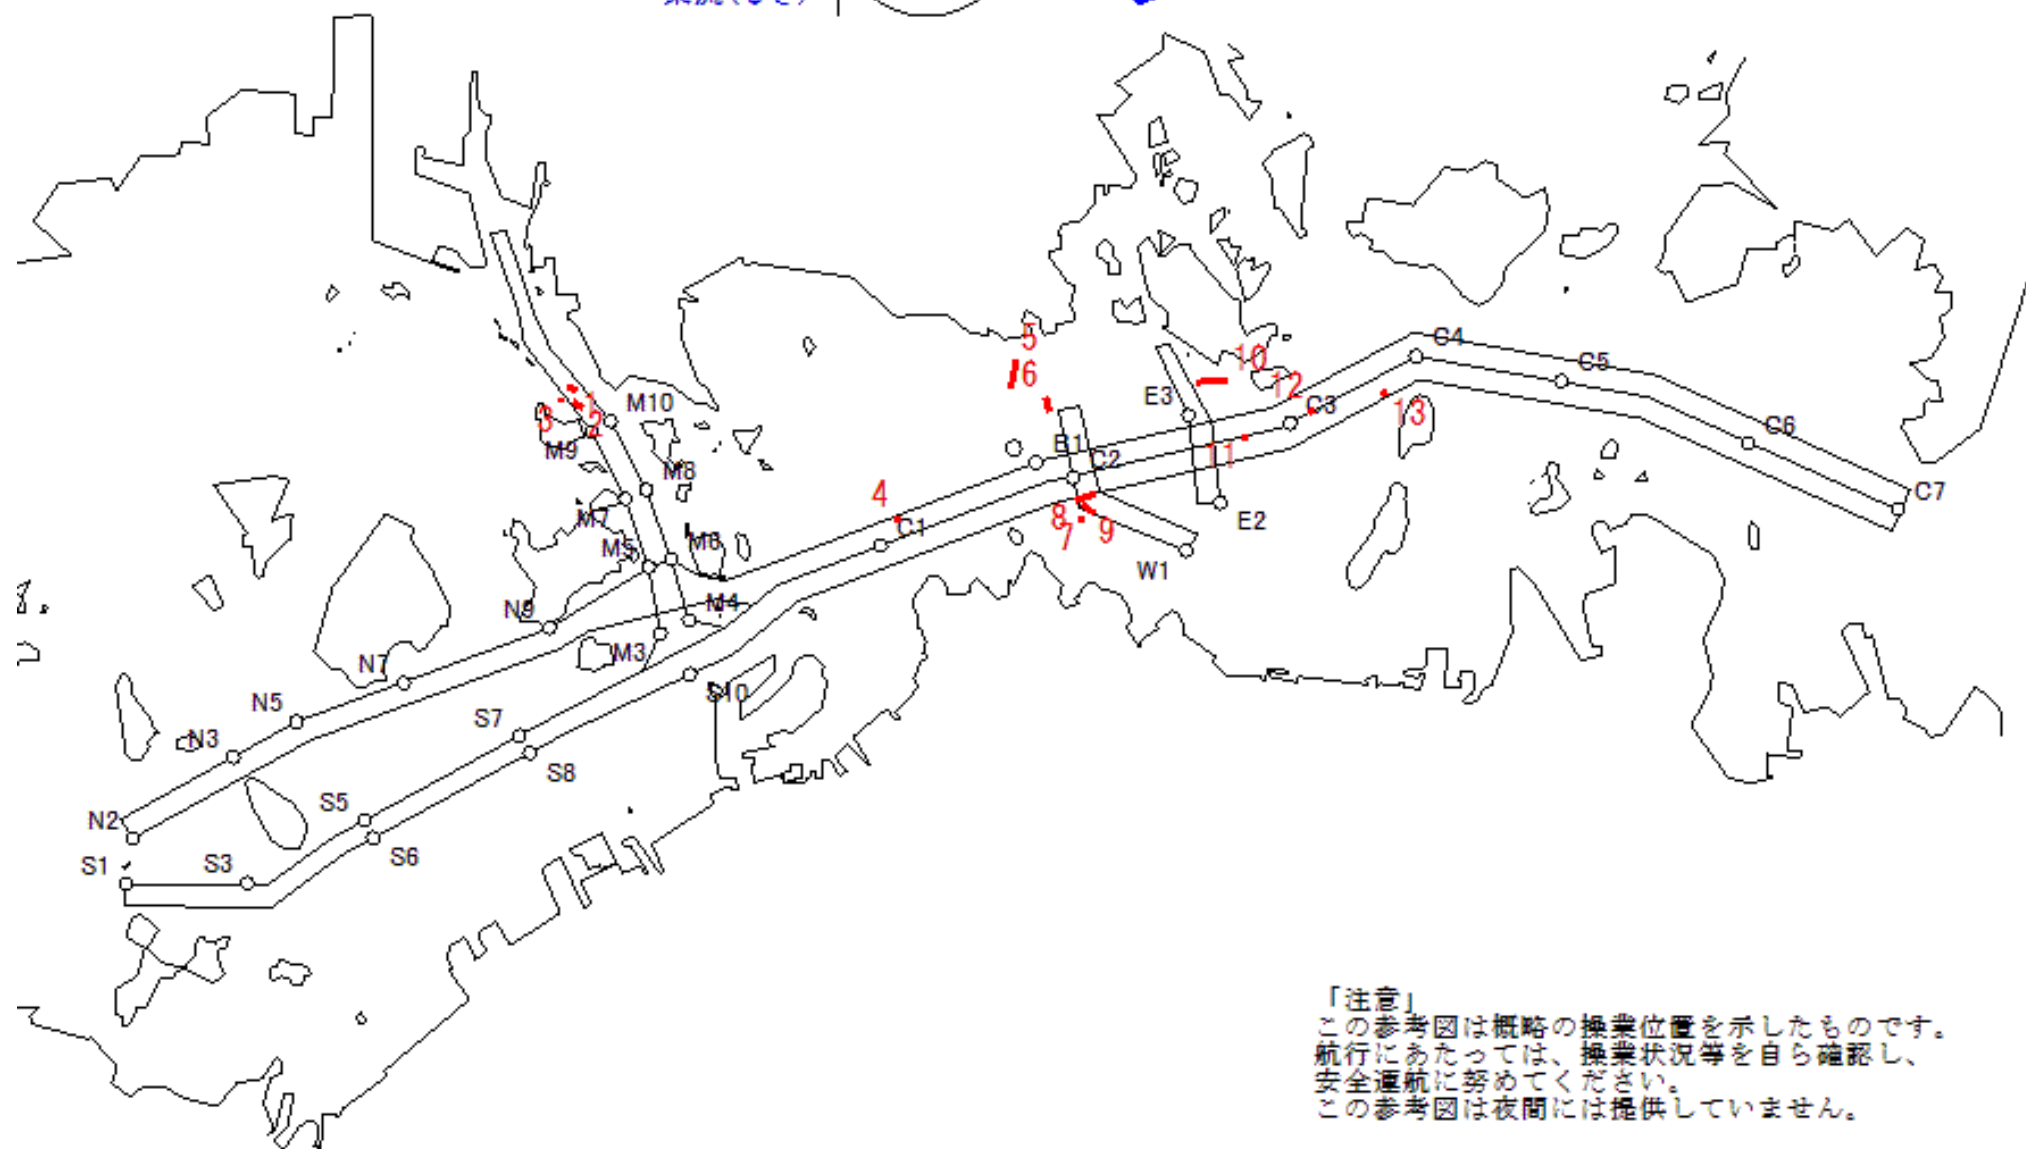 5
C4
6
10
C5
12
E3
1
M10
C3
3
2
13
C6
M9
B1
11
C2
M8
4
C7
M7
8
C1
E2
7
9
M5
M6
W1
N9
M4
M3
N7
S10
N5
S7
N3
S8
S5
N2
S6
S1
S3
「注意」
この参考図は概略の操業位置を示したものです。
航行にあたっては、操業状況等を自ら確認し、
安全運航に努めてください。
この参考図は夜間には提供していません。